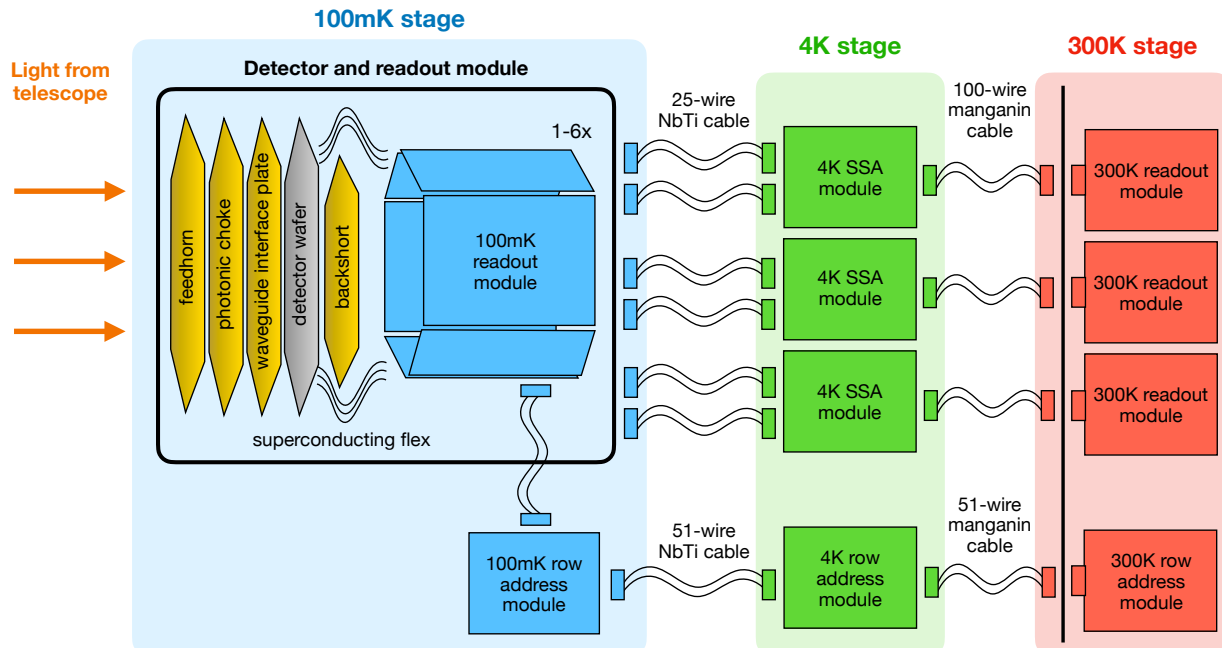 100mK stage
4K stage
300K stage
Light from
telescope
Detector and readout module
1-6x
feedhorn
photonic choke
waveguide interface plate
detector wafer
backshort
100mK
readout
module
superconducting flex
25-wire
NbTi cable
100-wire
manganin
cable
4K SSA
module
300K readout
module
4K SSA
module
300K readout
module
4K SSA
module
300K readout
module
100mK row
address
module
51-wire
NbTi cable
4K row
address
module
51-wire
manganin
cable
300K row
address
module